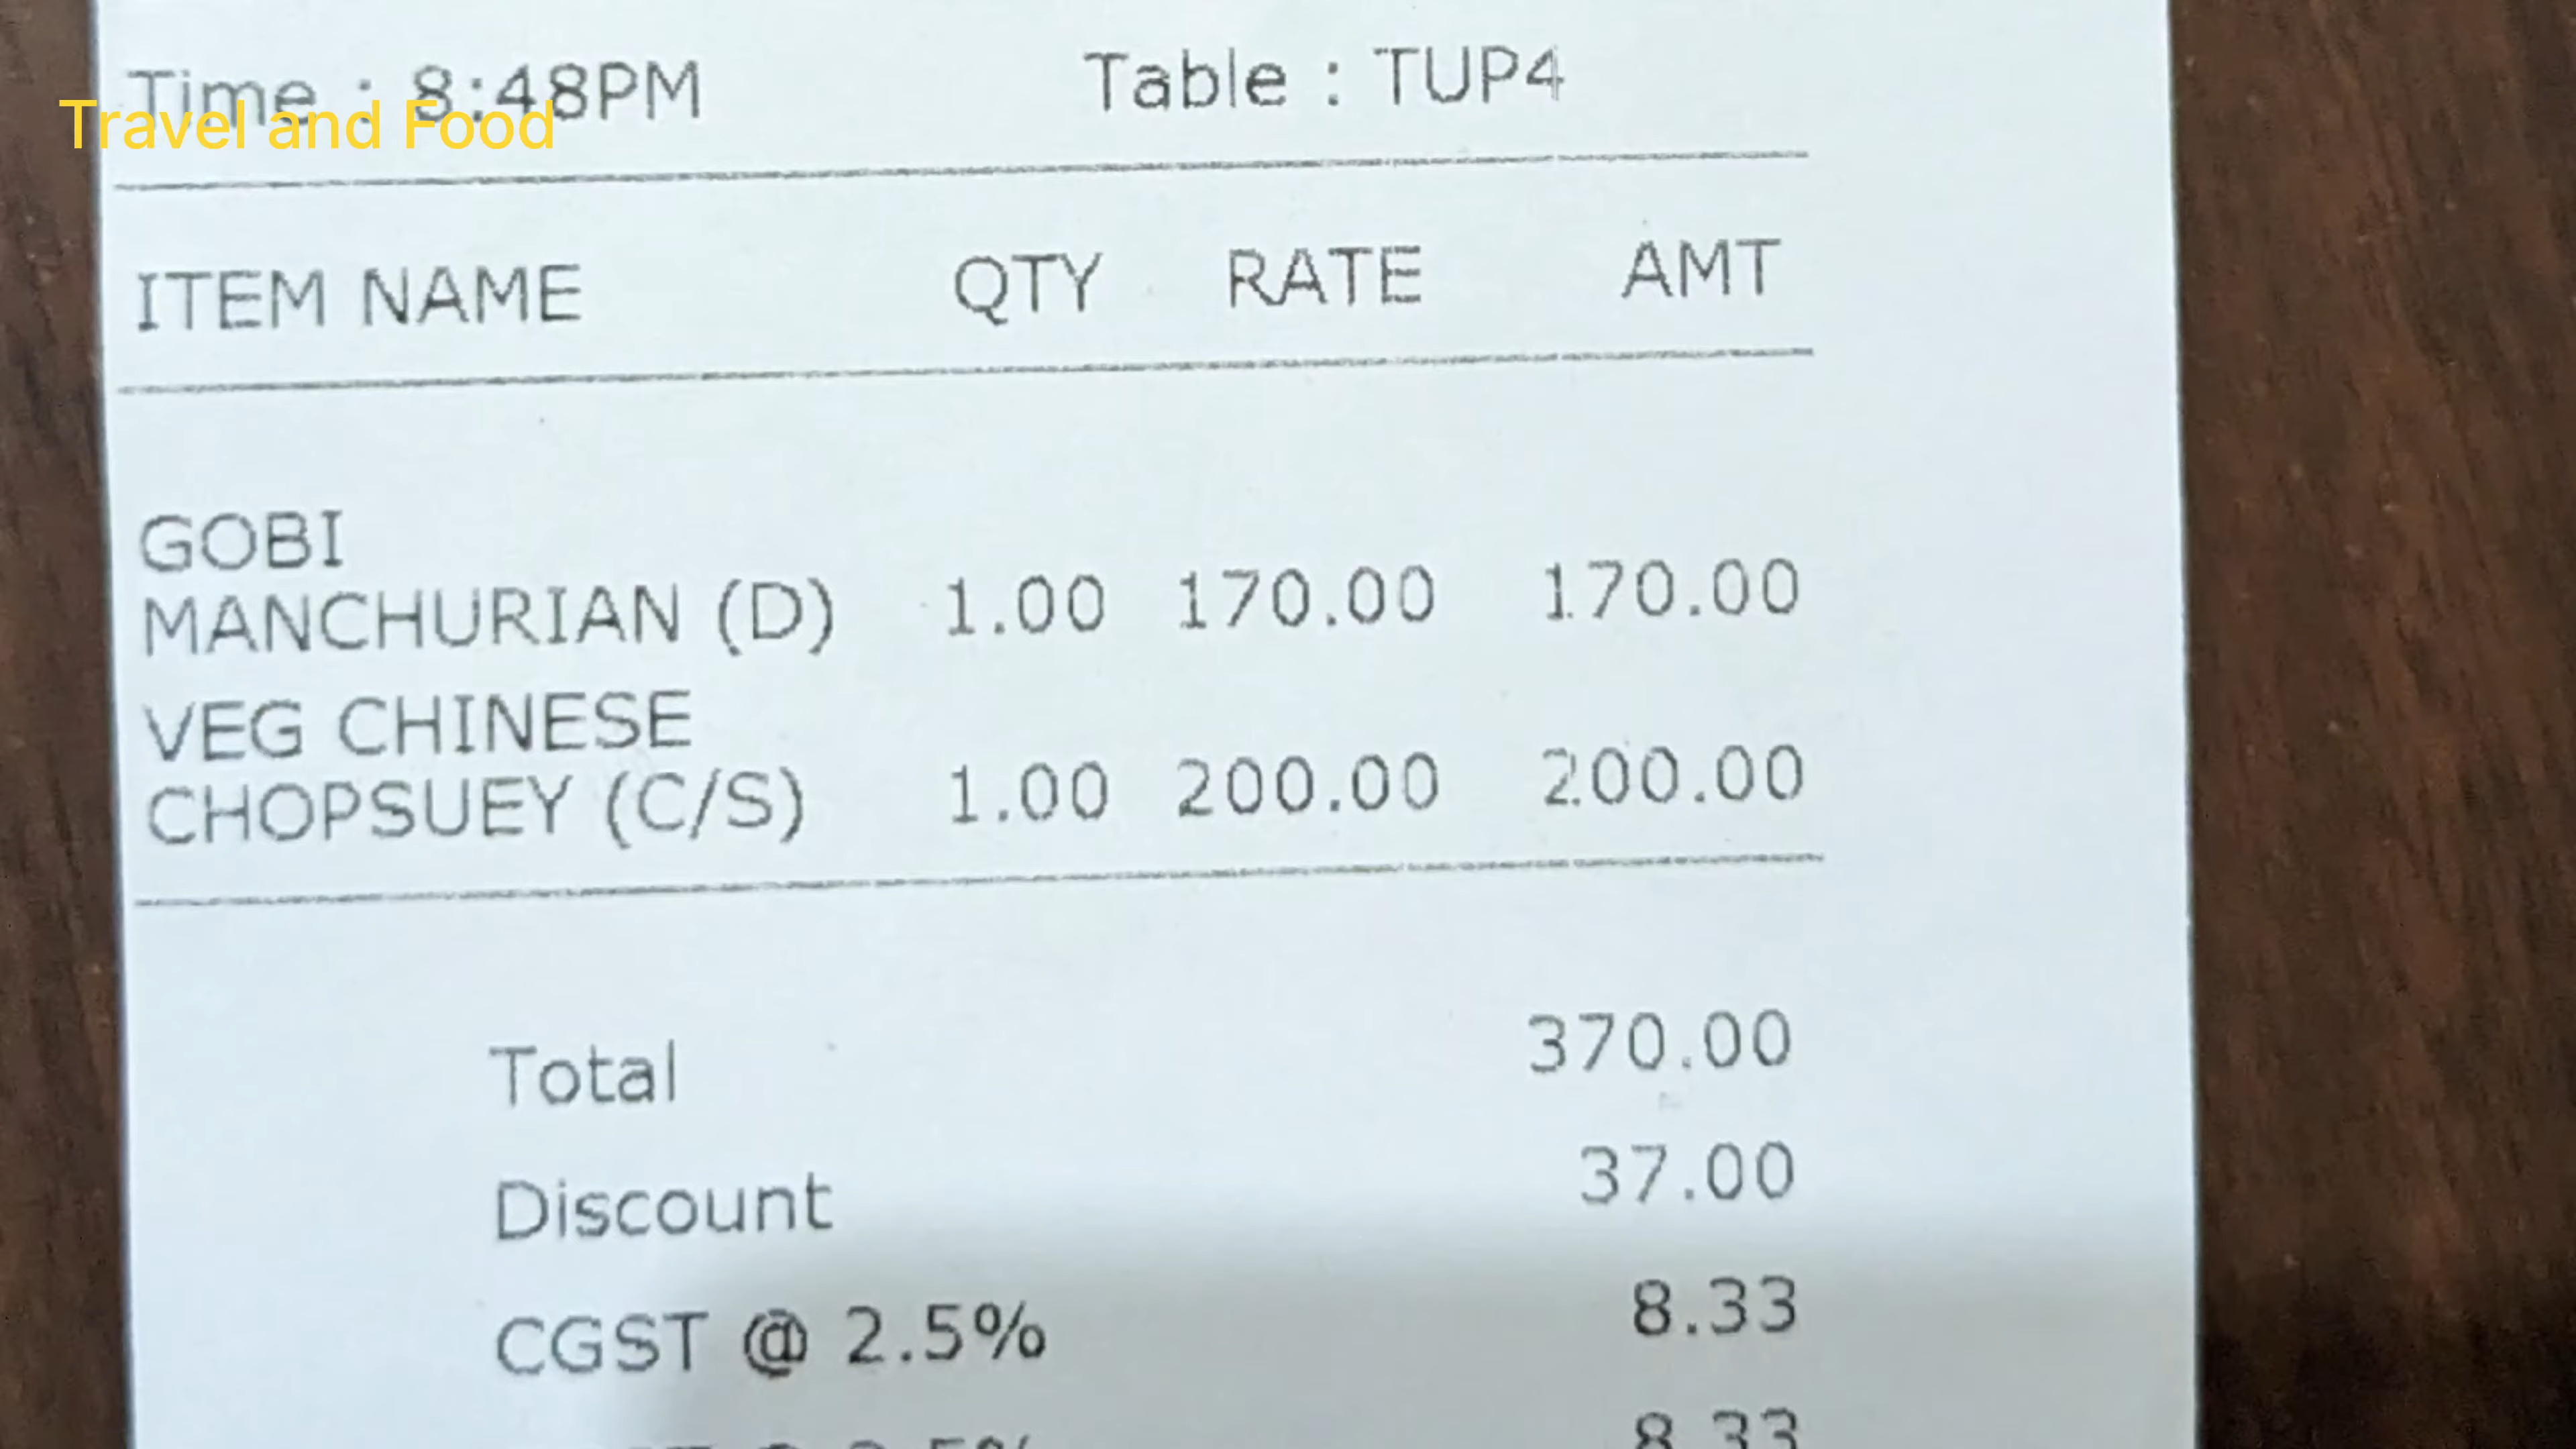 Time : 8:48PM Table : TUP4
Travel and Food
ITEM NAME QTY RATE AMT
GOBI
MANCHURIAN (D) 1.00 170.00 170.00
VEG CHINESE
CHOPSUEY (C/S) 1.00 200.00 200.00
Total 370.00
Discount 37.00
CGST @ 2.5% 8.33
8.33